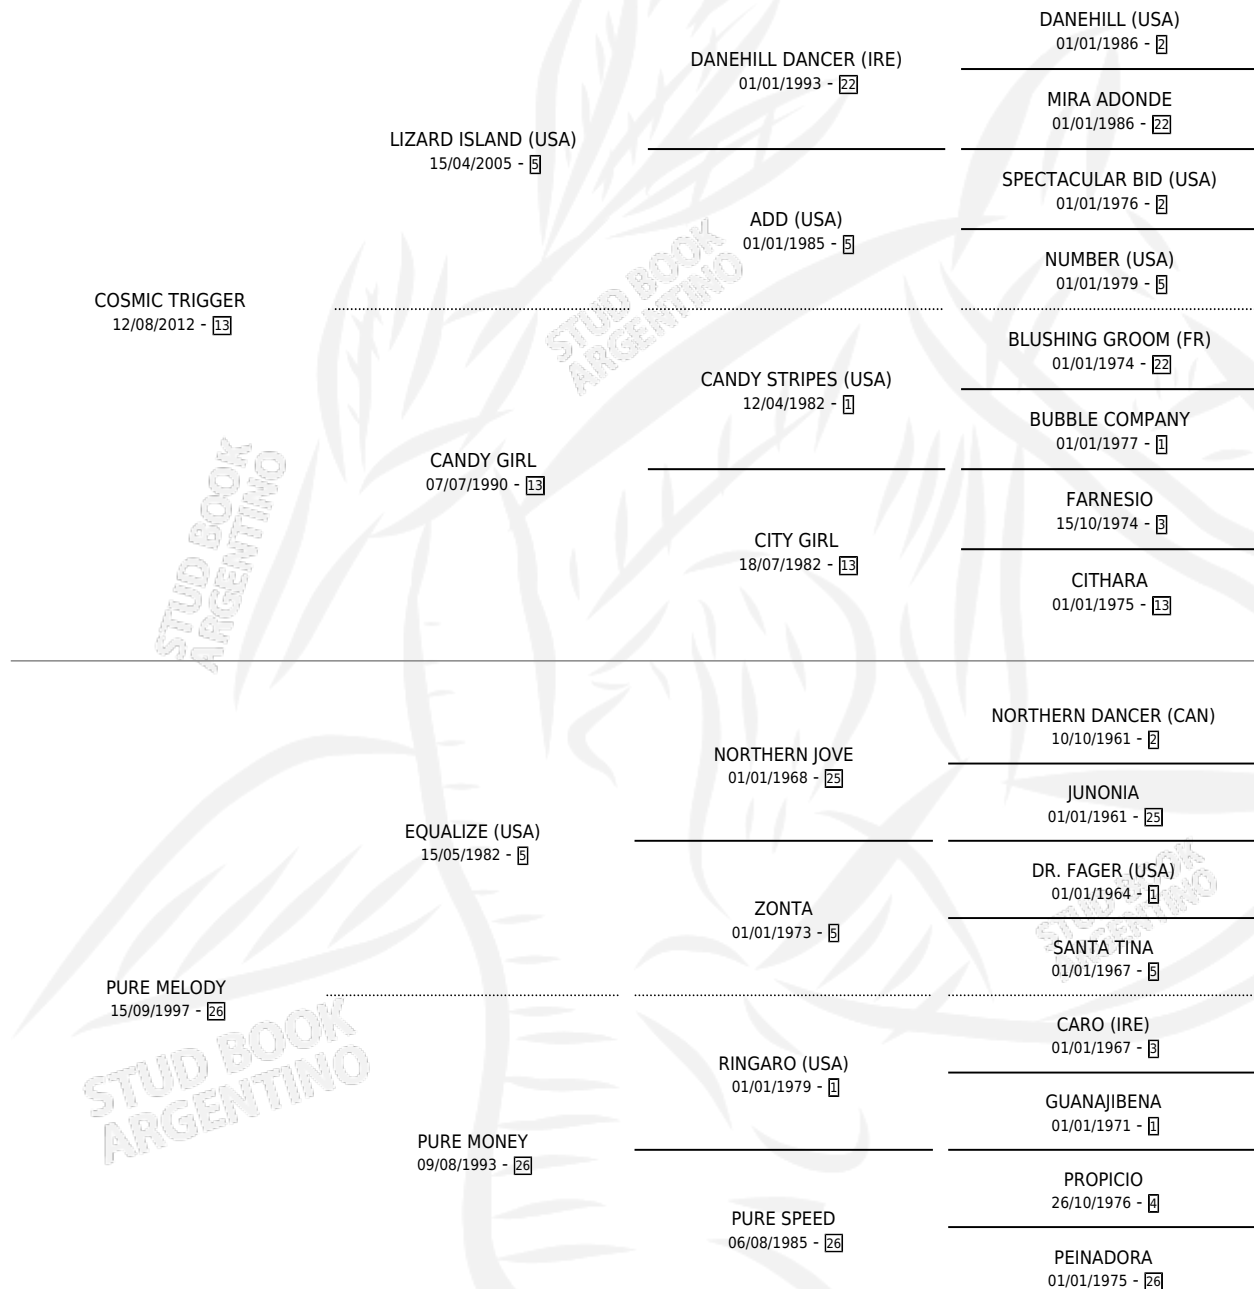 DANEHILL (USA)
01/01/1986 - 2
DANEHILL DANCER (IRE)
01/01/1993 - 22
MIRA ADONDE
01/01/1986 - 22
LIZARD ISLAND (USA)
15/04/2005 - 5
SPECTACULAR BID (USA)
01/01/1976 - 2
ADD (USA)
01/01/1985 - 5
NUMBER (USA)
01/01/1979 - 5
COSMIC TRIGGER
12/08/2012 - 13
BLUSHING GROOM (FR)
01/01/1974 - 22
CANDY STRIPES (USA)
12/04/1982 - 1
BUBBLE COMPANY
01/01/1977 - 1
CANDY GIRL
07/07/1990 - 13
FARNESIO
15/10/1974 - 3
CITY GIRL
18/07/1982 - 13
CITHARA
01/01/1975 - 13
NORTHERN DANCER (CAN)
10/10/1961 - 2
NORTHERN JOVE
01/01/1968 - 25
JUNONIA
01/01/1961 - 25
EQUALIZE (USA)
15/05/1982 - 5
DR. FAGER (USA)
01/01/1964 - 1
ZONTA
01/01/1973 - 5
SANTA TINA
01/01/1967 - 5
PURE MELODY
15/09/1997 - 26
CARO (IRE)
01/01/1967 - 3
RINGARO (USA)
01/01/1979 - 1
GUANAJIBENA
01/01/1971 - 1
PURE MONEY
09/08/1993 - 26
PROPICIO
26/10/1976 - 4
PURE SPEED
06/08/1985 - 26
PEINADORA
01/01/1975 - 26
STUD BOOK
ARGENTINO
STUD BOOK
ARGENTINO
STUD BOOK
ARGENTINO
STUD BOOK
ARGENTINO